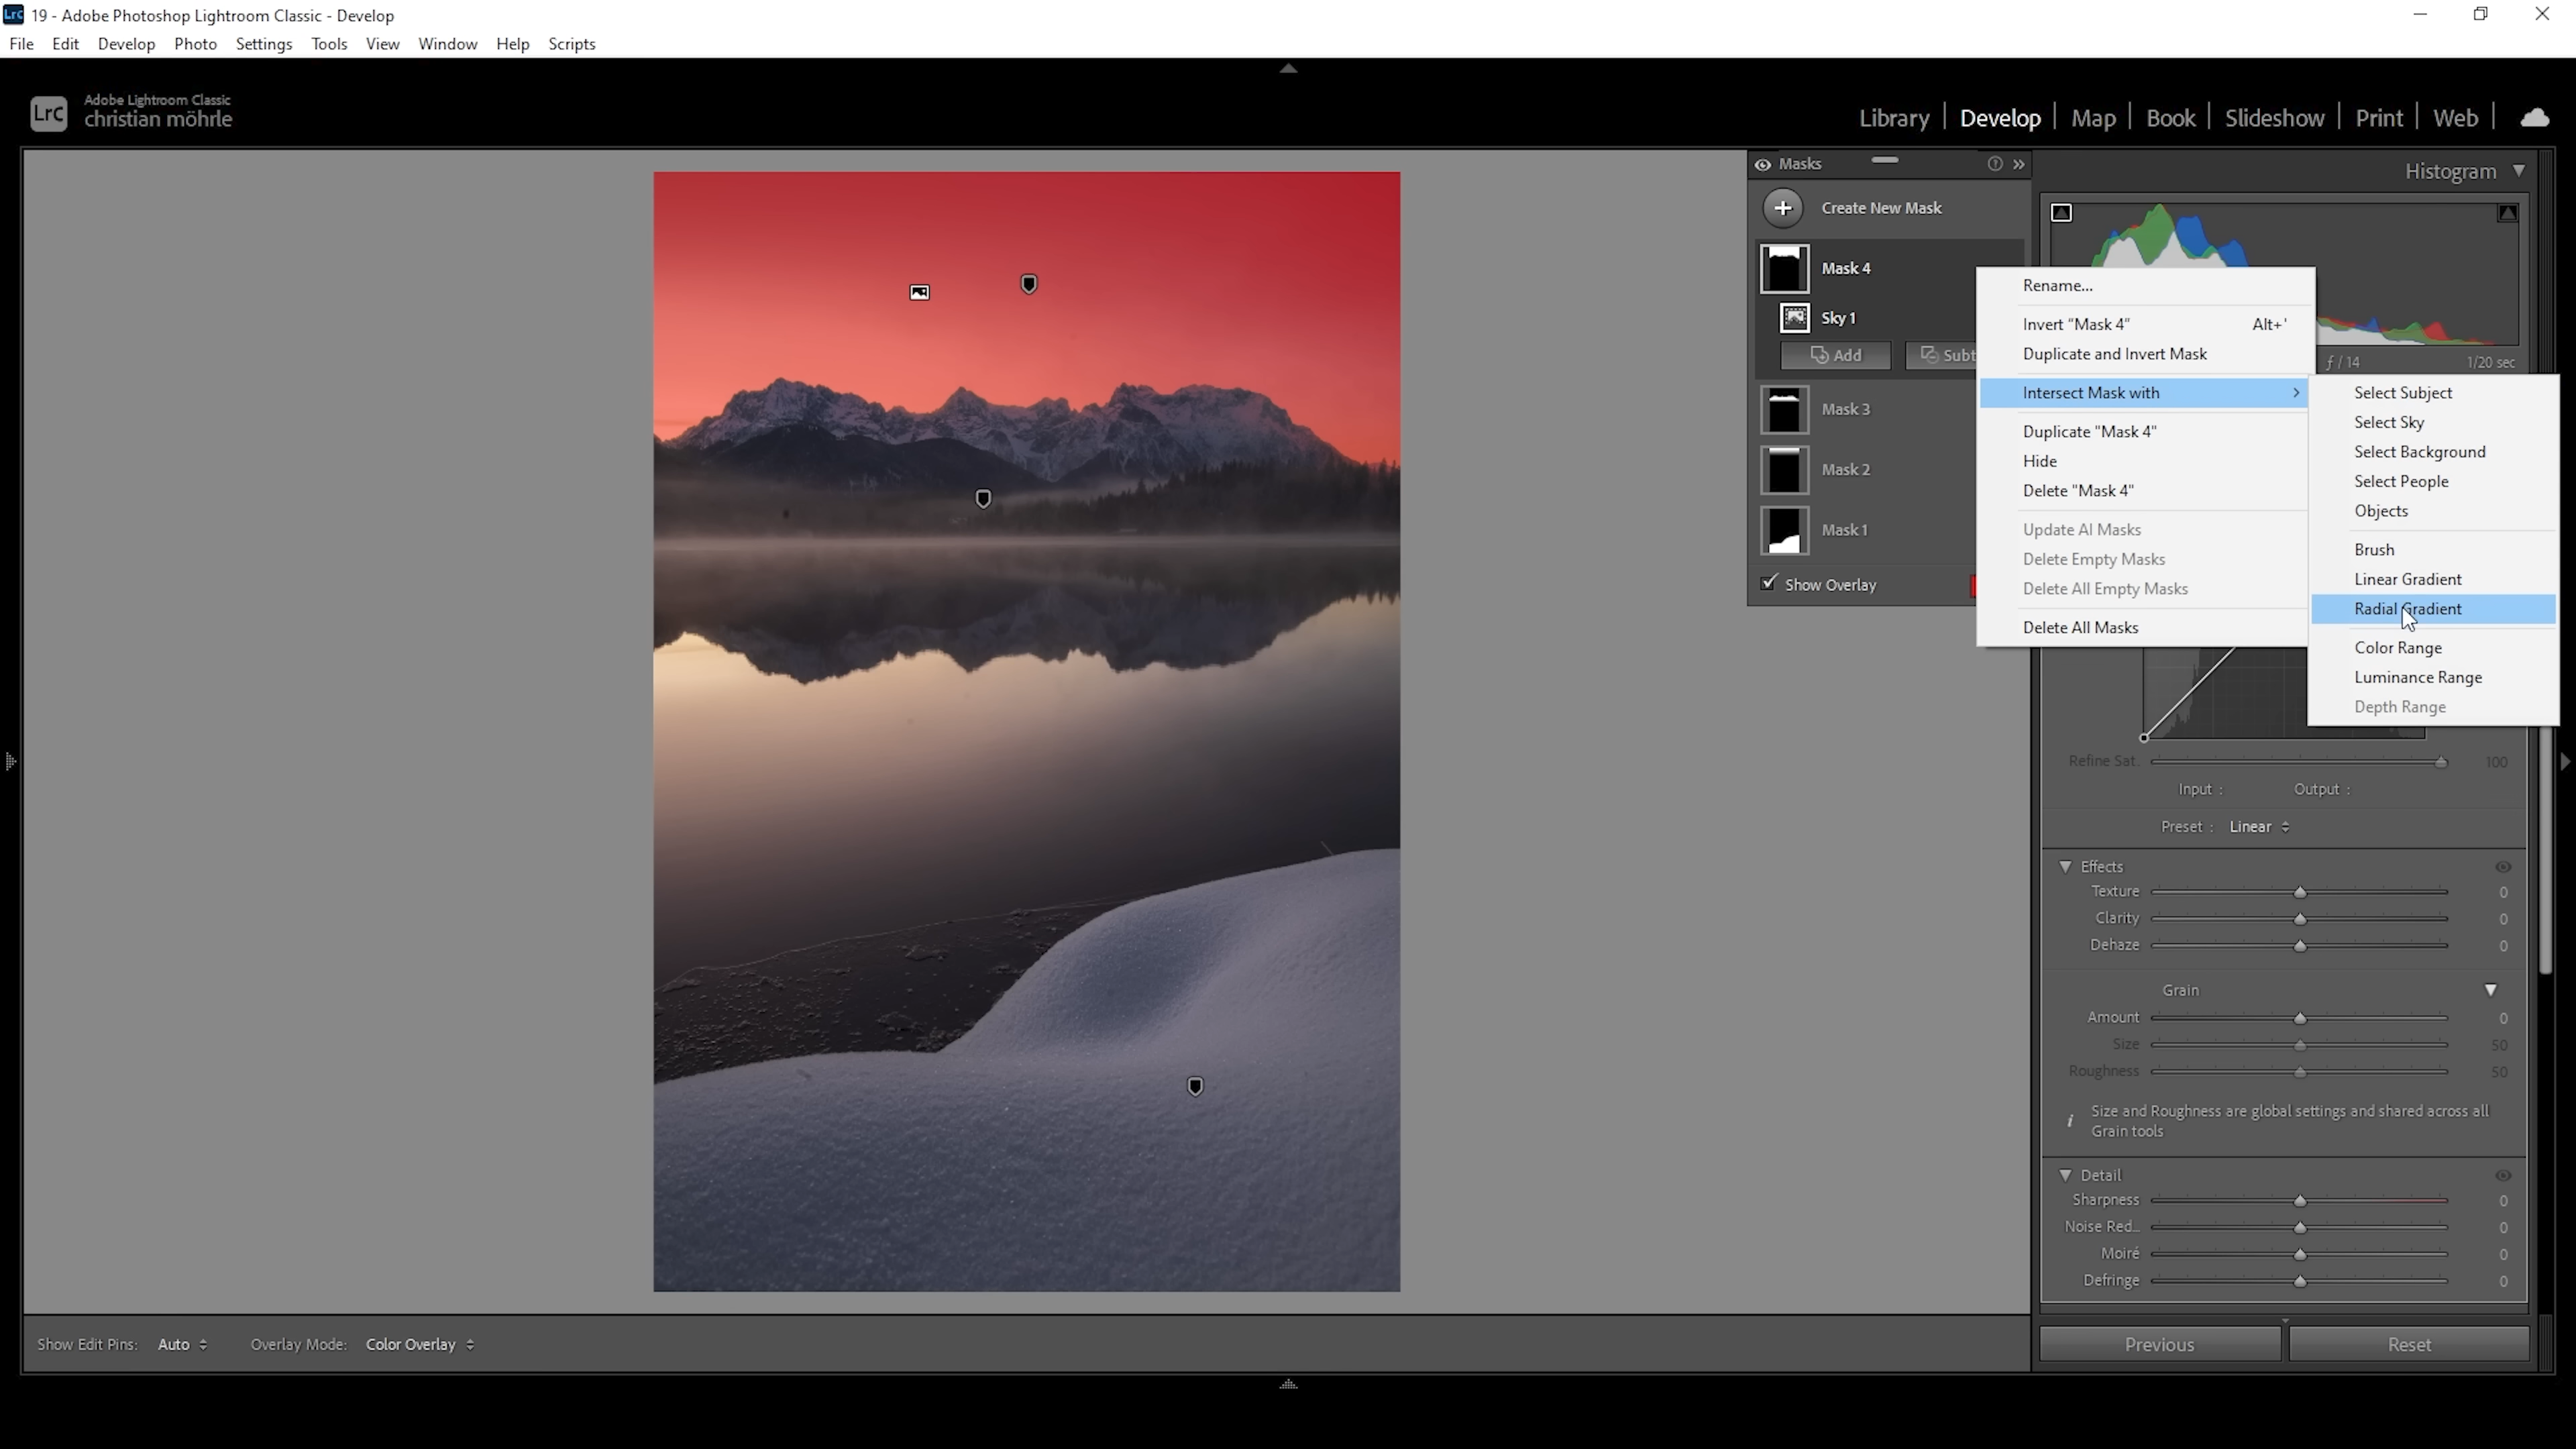 Lrc 19 - Adobe Photoshop Lightroom Classic - Develop
File Edit Develop Photo Settings Tools View Window Help Scripts
Lrc
Adobe Lightroom Classic
christian möhrle
Library | Develop | Map | Book | Slideshow | Print | Web |
Masks
Create New Mask
Mask 4
Sky 1
Add
Subt
Mask 3
Mask 2
Mask 1
Show Overlay
Rename...
Invert "Mask 4" Alt+'
Duplicate and Invert Mask
Intersect Mask with
Duplicate "Mask 4"
Hide
Delete "Mask 4"
Update AI Masks
Delete Empty Masks
Delete All Empty Masks
Delete All Masks
Select Subject
Select Sky
Select Background
Select People
Objects
Brush
Linear Gradient
Radial Gradient
Color Range
Luminance Range
Depth Range
Histogram
ƒ / 14 1/20 sec
Refine Sat. 100
Input : Output :
Preset : Linear
Effects
Texture 0
Clarity 0
Dehaze 0
Grain
Amount 0
Size 50
Roughness 50
i Size and Roughness are global settings and shared across all
Grain tools
Detail
Sharpness 0
Noise Red... 0
Moiré 0
Defringe 0
Previous Reset
Show Edit Pins: Auto Overlay Mode: Color Overlay